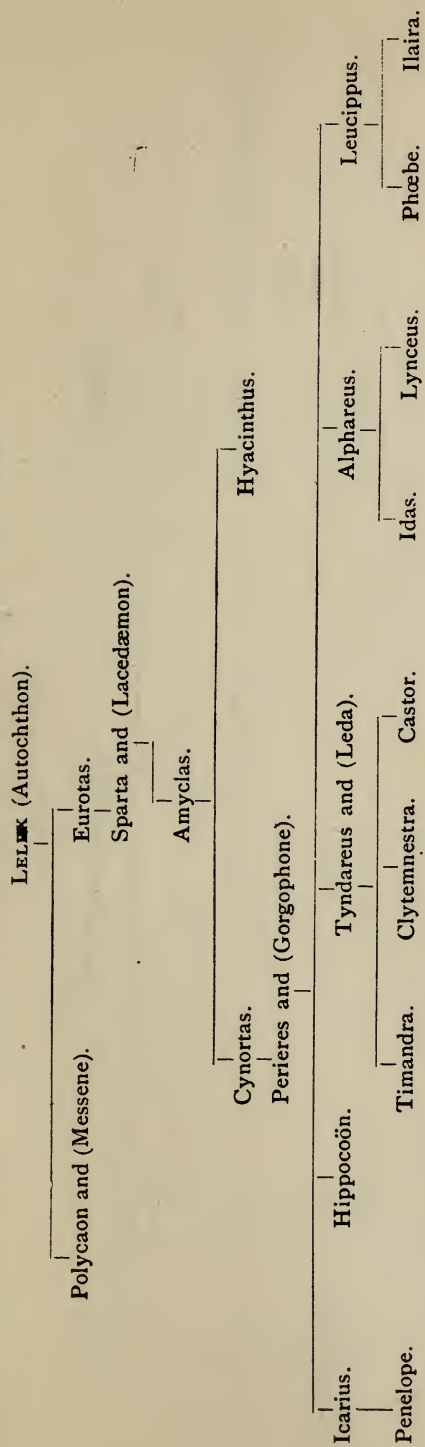 LELEX (Autochthon).
Polycaon and (Messene).
Eurotas.
Sparta and (Lacedæmon).
Amyclas.
Cynortas.
Hyacinthus.
Perieres and (Gorgophone).
Icarius.
Hippocoön.
Tyndareus and (Leda).
Alphareus.
Leucippus.
Penelope.
Timandra.
Clytemnestra.
Castor.
Idas.
Lynceus.
Phœbe.
Ilaira.